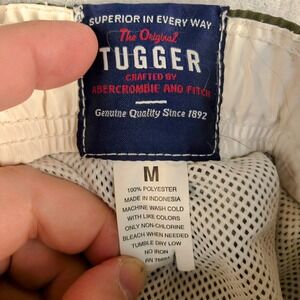 SUPERIOR IN EVERY WAY
The Original
TUGGER
CRAFTED BY
ABERCROMBIE AND FITCH
Genuine Quality Since 1892
M
100% POLYESTER
MADE IN INDONESIA
MACHINE WASH COLD
WITH LIKE COLORS
ONLY NON-CHLORINE
BLEACH WHEN NEEDED
TUMBLE DRY LOW
NO IRON
RN